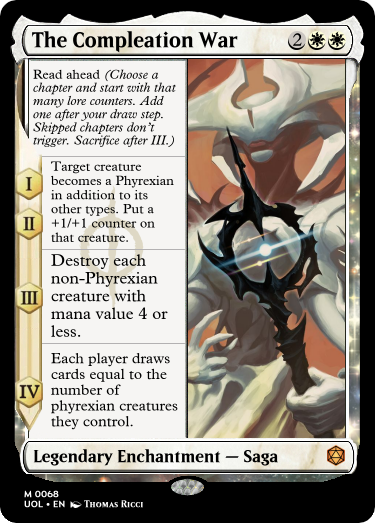 The Compleation War 2
Read ahead (Choose a
chapter and start with that
many lore counters. Add
one after your draw step.
Skipped chapters don't
trigger. Sacrifice after III.)
I
II
Target creature
becomes a Phyrexian
in addition to its
other types. Put a
+1/+1 counter on
that creature.
III
Destroy each
non-Phyrexian
creature with
mana value 4 or
less.
IV
Each player draws
cards equal to the
number of
phyrexian creatures
they control.
Legendary Enchantment — Saga
M 0068
UOL • EN Thomas Ricci